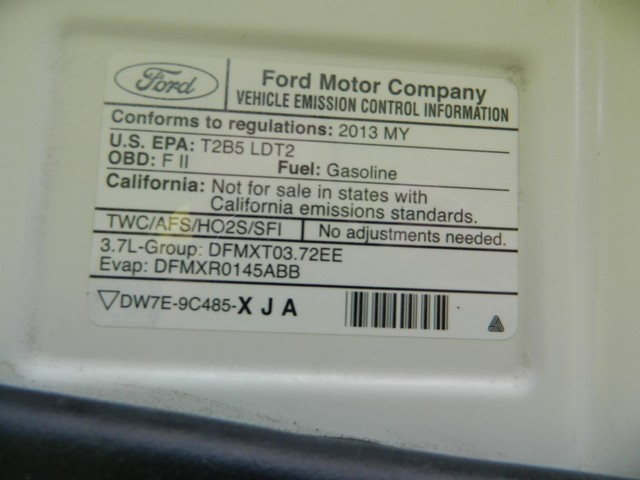 Ford
Ford Motor Company
VEHICLE EMISSION CONTROL INFORMATION
Conforms to regulations: 2013 MY
U.S. EPA: T2B5 LDT2
OBD: F II Fuel: Gasoline
California: Not for sale in states with
California emissions standards.
TWC/AFS/HO2S/SFI No adjustments needed.
3.7L-Group: DFMXT03.72EE
Evap: DFMXR0145ABB
DW7E-9C485-X J A